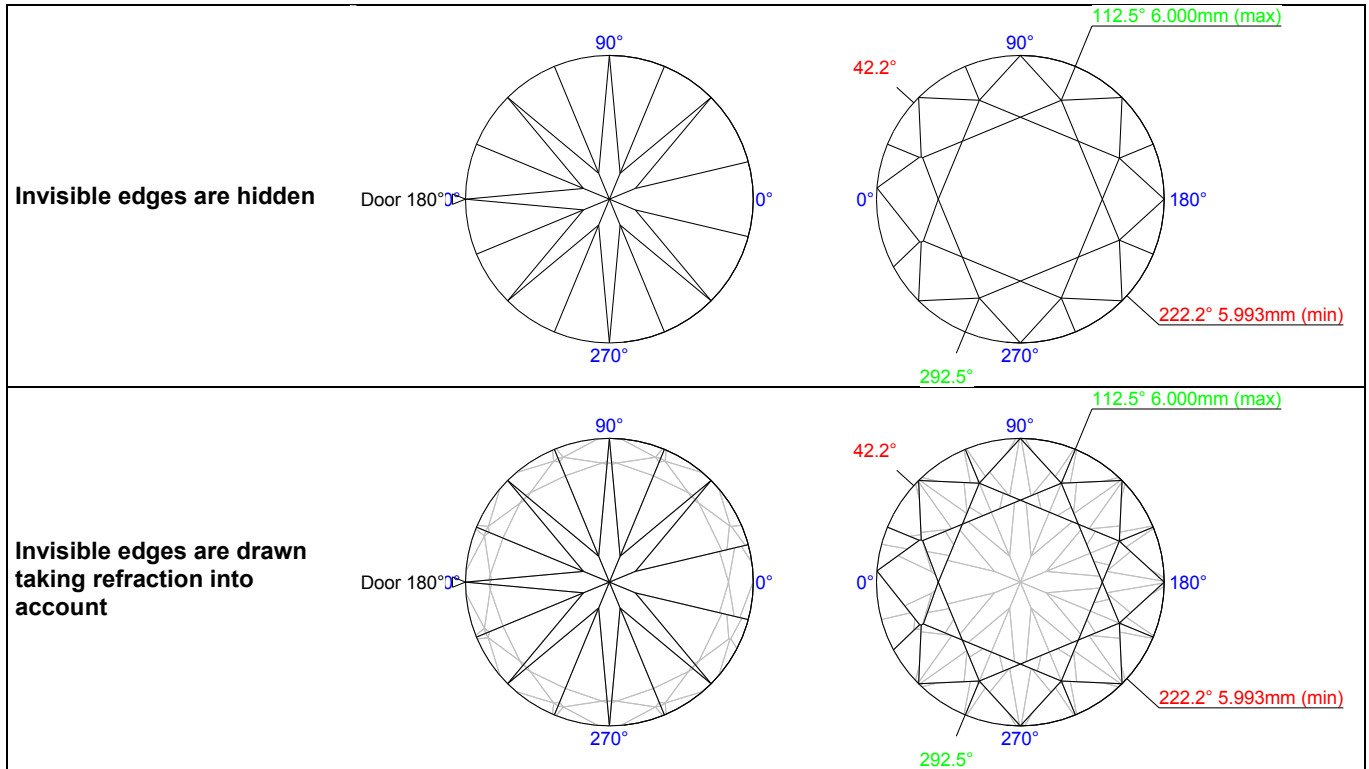 112.5° 6.000mm (max)
90°
90°
42.2°
Invisible edges are hidden
Door 180°
0°
0°
0°
180°
222.2° 5.993mm (min)
270°
270°
292.5°
112.5° 6.000mm (max)
90°
90°
42.2°
Invisible edges are drawn
taking refraction into
account
Door 180°
0°
0°
0°
180°
222.2° 5.993mm (min)
270°
270°
292.5°